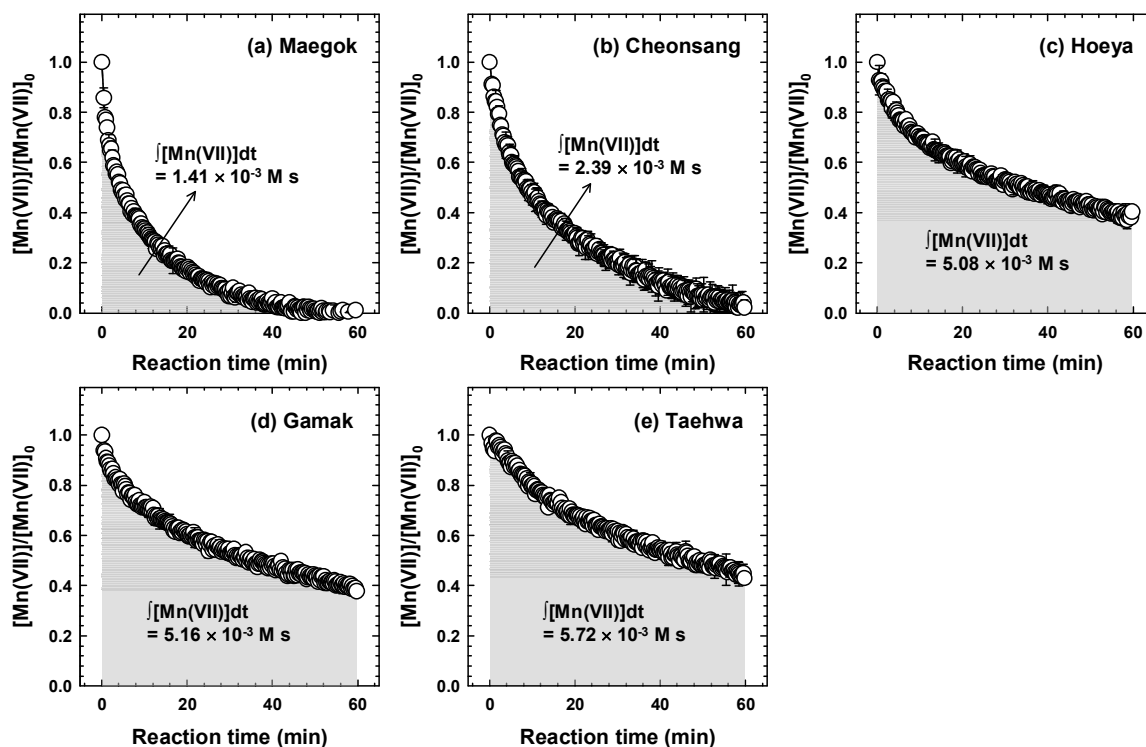 (a) Maegok
[Mn(VII)]/[Mn(VII)]0
1.0
0.8
0.6
0.4
0.2
0.0
∫[Mn(VII)]dt
= 1.41 × 10-3 M s
0 20 40 60
Reaction time (min)
(b) Cheonsang
[Mn(VII)]/[Mn(VII)]0
1.0
0.8
0.6
0.4
0.2
0.0
∫[Mn(VII)]dt
= 2.39 × 10-3 M s
0 20 40 60
Reaction time (min)
(c) Hoeya
[Mn(VII)]/[Mn(VII)]0
1.0
0.8
0.6
0.4
0.2
0.0
∫[Mn(VII)]dt
= 5.08 × 10-3 M s
0 20 40 60
Reaction time (min)
(d) Gamak
[Mn(VII)]/[Mn(VII)]0
1.0
0.8
0.6
0.4
0.2
0.0
∫[Mn(VII)]dt
= 5.16 × 10-3 M s
0 20 40 60
Reaction time (min)
(e) Taehwa
[Mn(VII)]/[Mn(VII)]0
1.0
0.8
0.6
0.4
0.2
0.0
∫[Mn(VII)]dt
= 5.72 × 10-3 M s
0 20 40 60
Reaction time (min)